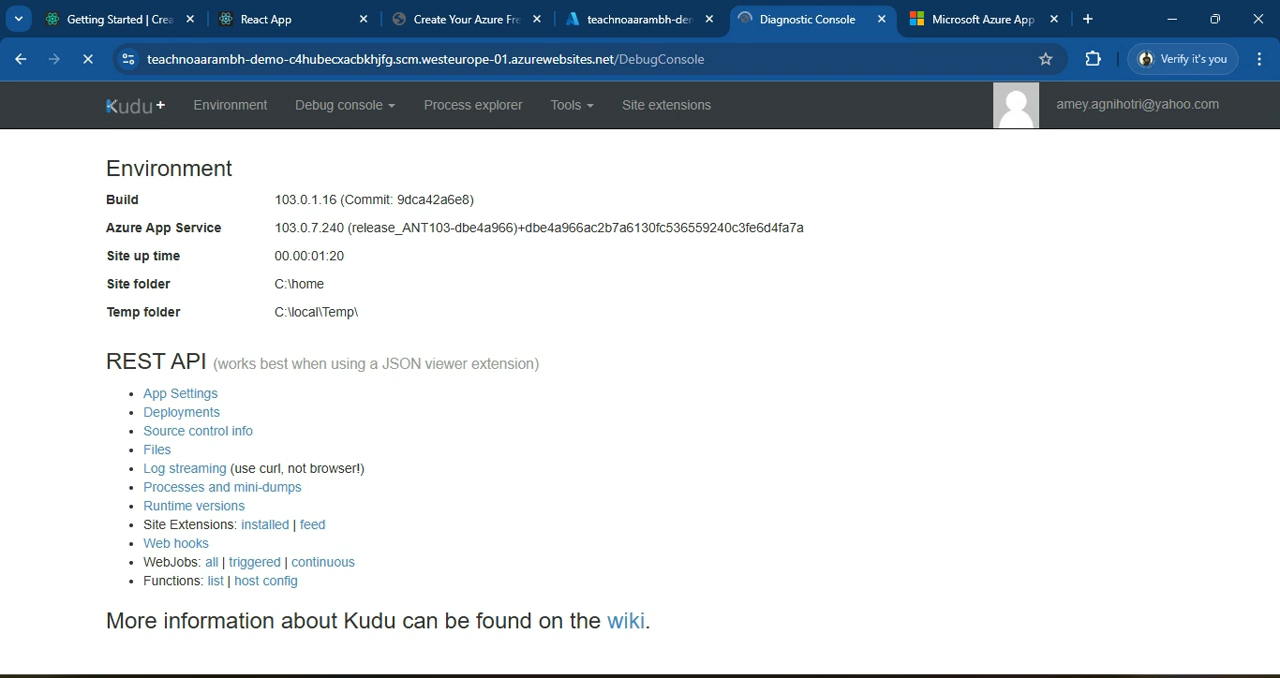 Getting Started | Crea
React App
Create Your Azure Fre
teachnoaarambh-der
Diagnostic Console
Microsoft Azure App
teachnoaarambh-demo-c4hubecxacbkhjfg.scm.westeurope-01.azurewebsites.net/DebugConsole
Verify it's you
Kudu+
Environment
Debug console
Process explorer
Tools
Site extensions
amey.agnihotri@yahoo.com
Environment
Build 103.0.1.16 (Commit: 9dca42a6e8)
Azure App Service 103.0.7.240 (release_ANT103-dbe4a966)+dbe4a966ac2b7a6130fc536559240c3fe6d4fa7a
Site up time 00.00:01:20
Site folder C:\home
Temp folder C:\local\Temp\
REST API (works best when using a JSON viewer extension)
App Settings
Deployments
Source control info
Files
Log streaming (use curl, not browser!)
Processes and mini-dumps
Runtime versions
Site Extensions: installed | feed
Web hooks
WebJobs: all | triggered | continuous
Functions: list | host config
More information about Kudu can be found on the wiki.